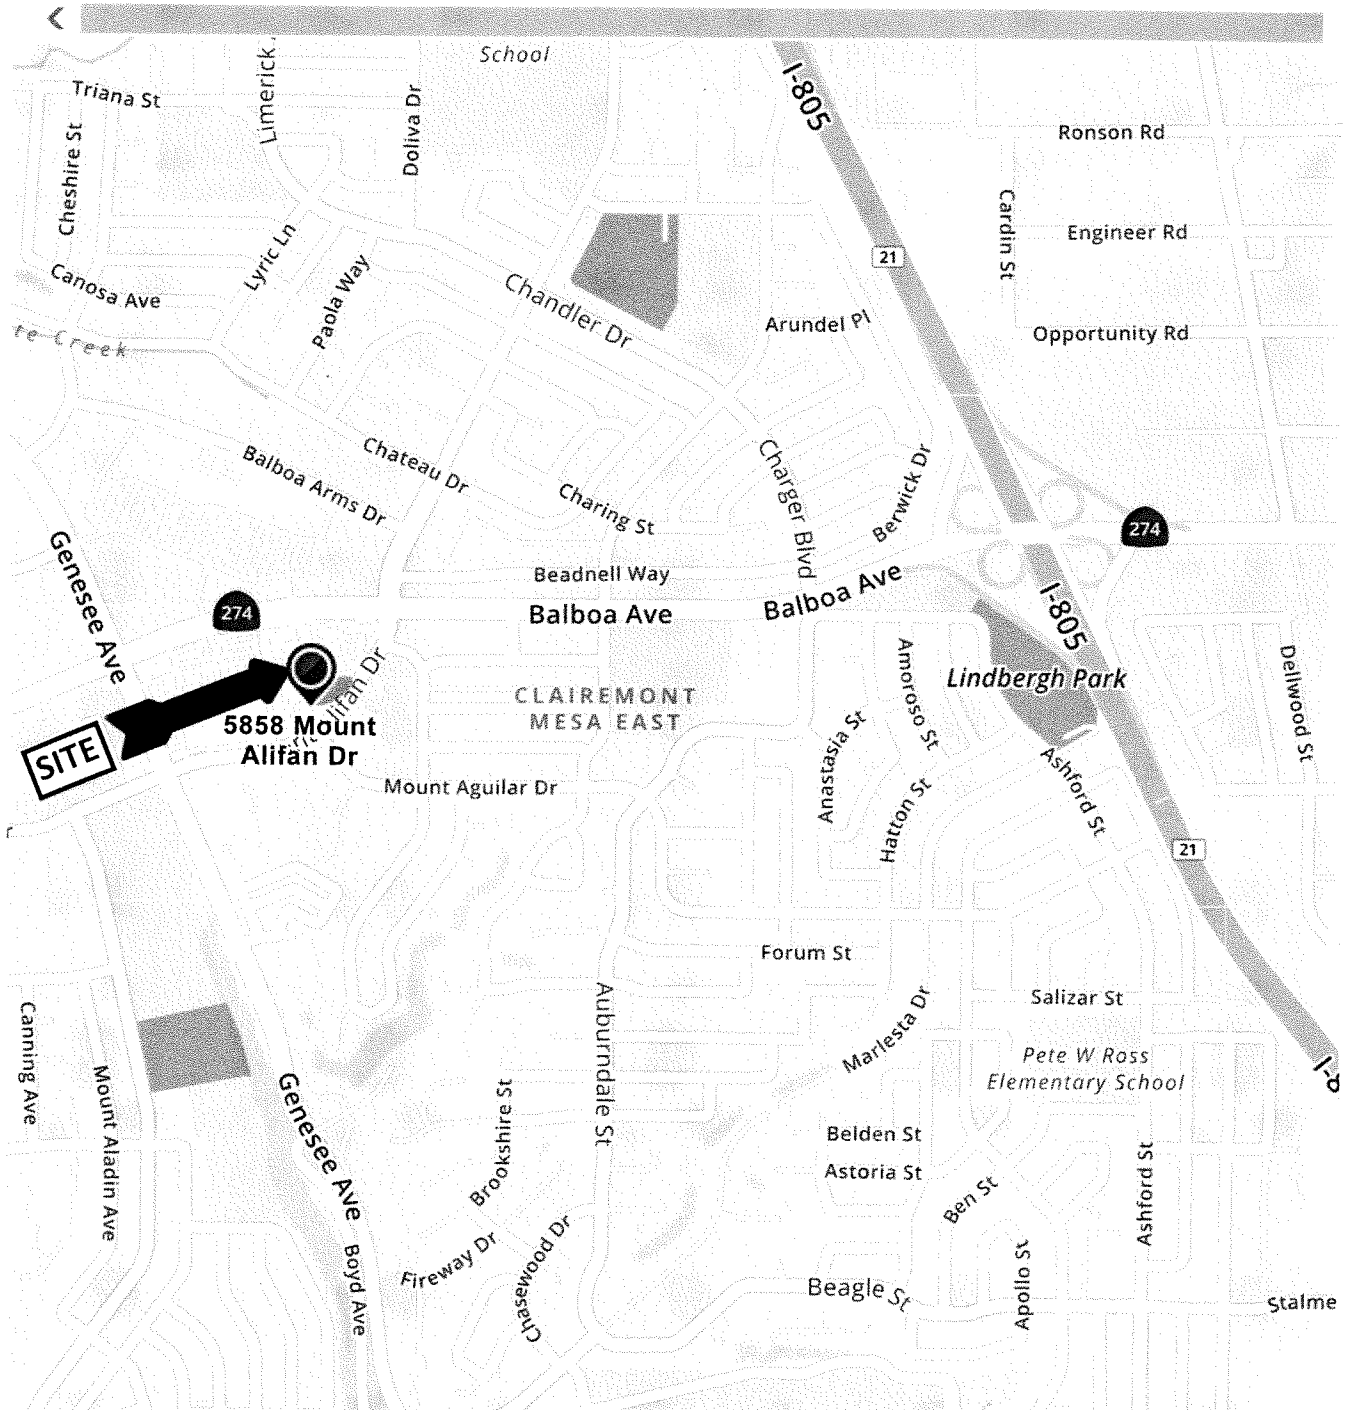 School
Limerick
Triana St
Doliva Dr
I-805
Ronson Rd
Cheshire St
Cardin St
Engineer Rd
Lyric Ln
21
Canosa Ave
Paola Way
Chandler Dr
Arundel Pl
Opportunity Rd
te Creek
Chateau Dr
Balboa Arms Dr
Charger Blvd
Berwick Dr
Charing St
274
Genesee Ave
Beadnell Way
Balboa Ave
Balboa Ave
I-805
274
Lindbergh Park
Amoroso St
Dellwood St
Alifan Dr
CLAIREMONT
MESA EAST
5858 Mount
Alifan Dr
SITE
Anastasia St
Mount Aguilar Dr
Hatton St
Ashford St
21
r
Forum St
Auburndale St
Salizar St
Canning Ave
Marlesta Dr
Pete W Ross
Elementary School
Mount Aladin Ave
Genesee Ave
Brookshire St
Belden St
Astoria St
Ashford St
Ben St
Fireway Dr
Chasewood Dr
Boyd Ave
Apollo St
Beagle St
Stalme